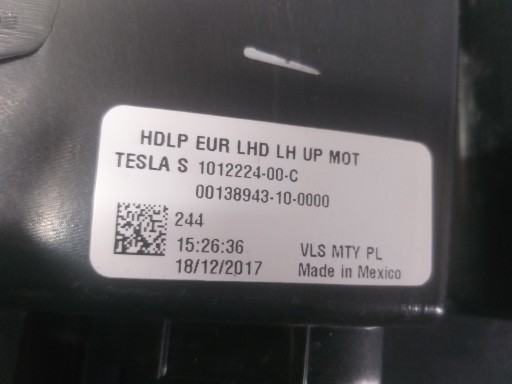 HDLP EUR LHD LH UP MOT
TESLA S 1012224-00-C
00138943-10-0000
244
15:26:36 VLS MTY PL
18/12/2017 Made in Mexico